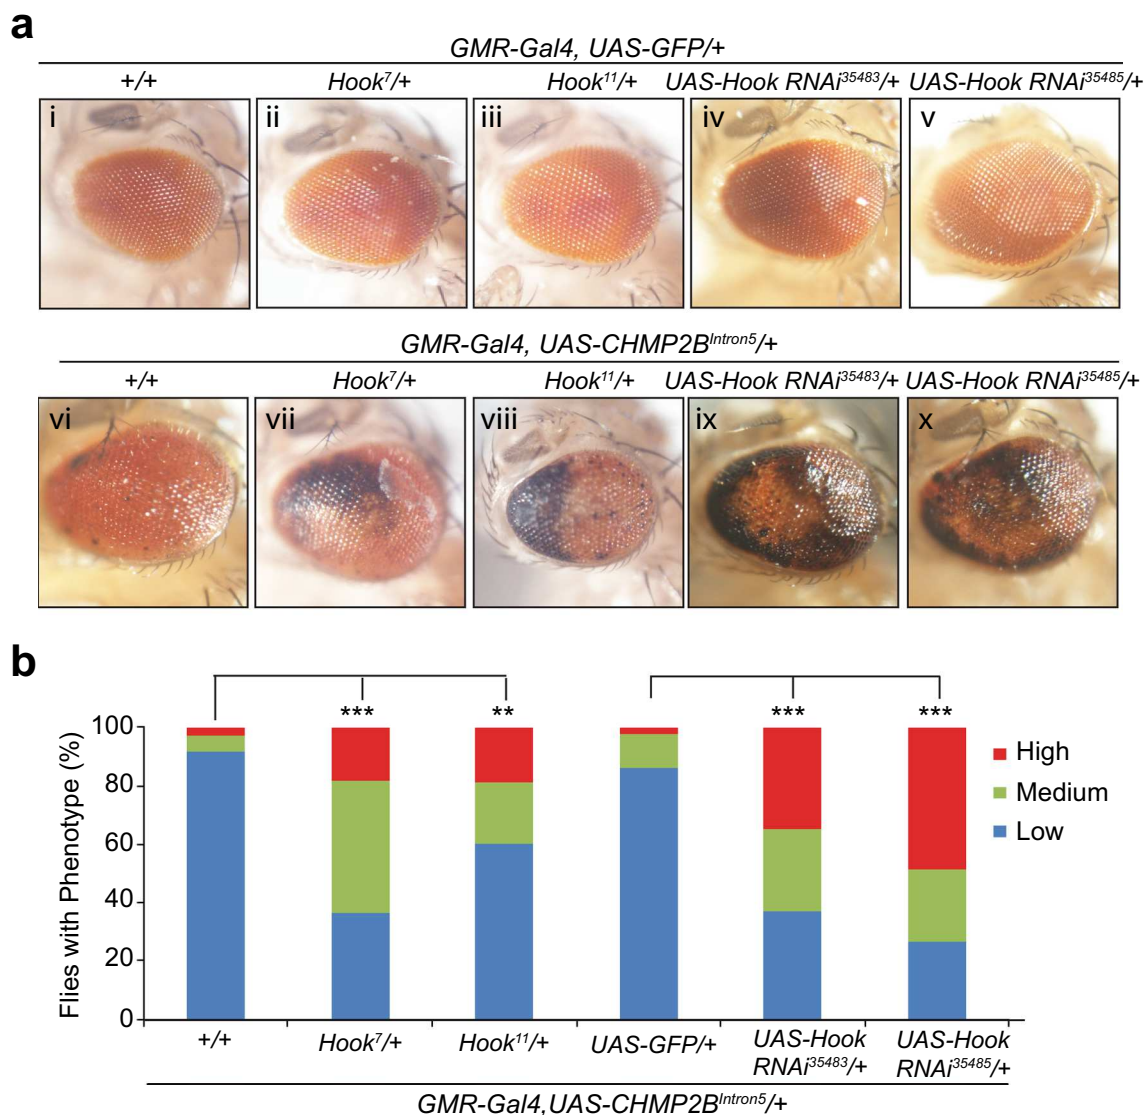 a
GMR-Gal4, UAS-GFP/+
+/+ Hook7/+ Hook11/+ UAS-Hook RNAi35483/+ UAS-Hook RNAi35485/+
i ii iii iv v
GMR-Gal4, UAS-CHMP2BIntron5/+
+/+ Hook7/+ Hook11/+ UAS-Hook RNAi35483/+ UAS-Hook RNAi35485/+
vi vii viii ix x
b
*** ** *** ***
Flies with Phenotype (%)
100
80
60
40
20
0
High
Medium
Low
+/+ Hook7/+ Hook11/+ UAS-GFP/+ UAS-Hook UAS-Hook
RNAi35483/+ RNAi35485/+
GMR-Gal4,UAS-CHMP2BIntron5/+